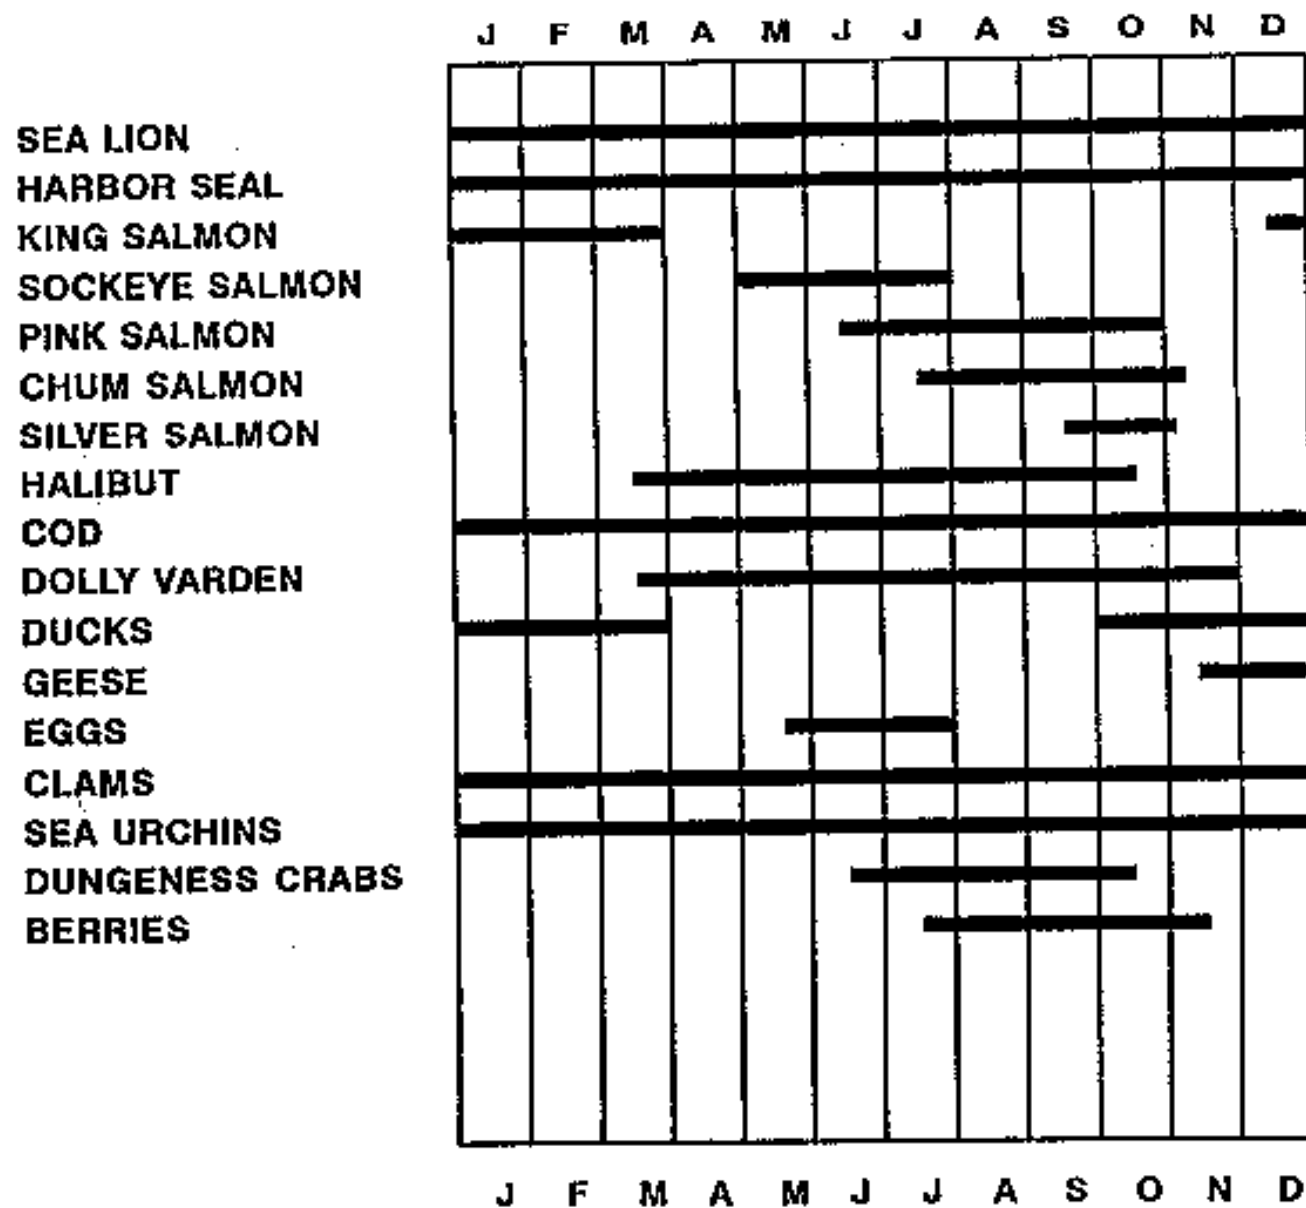 J F M A M J J A S O N D
SEA LION
HARBOR SEAL
KING SALMON
SOCKEYE SALMON
PINK SALMON
CHUM SALMON
SILVER SALMON
HALIBUT
COD
DOLLY VARDEN
DUCKS
GEESE
EGGS
CLAMS
SEA URCHINS
DUNGENESS CRABS
BERRIES
J F M A M J J A S O N D